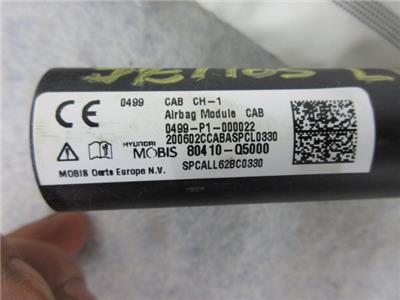 CE 0499 CAB CH-1
Airbag Module CAB
0499-P1-000022
200602CCABASPCL0330
HYUNDAI
MOBIS 80410-Q5000
SPCALL62BC0330
MOBIS Parts Europe N.V.